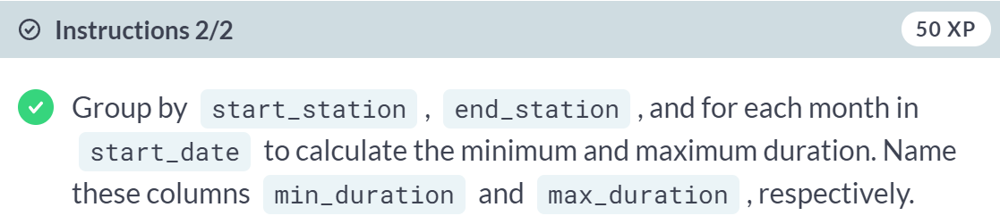 Instructions 2/2 50 XP
Group by start_station , end_station , and for each month in
start_date to calculate the minimum and maximum duration. Name
these columns min_duration and max_duration , respectively.